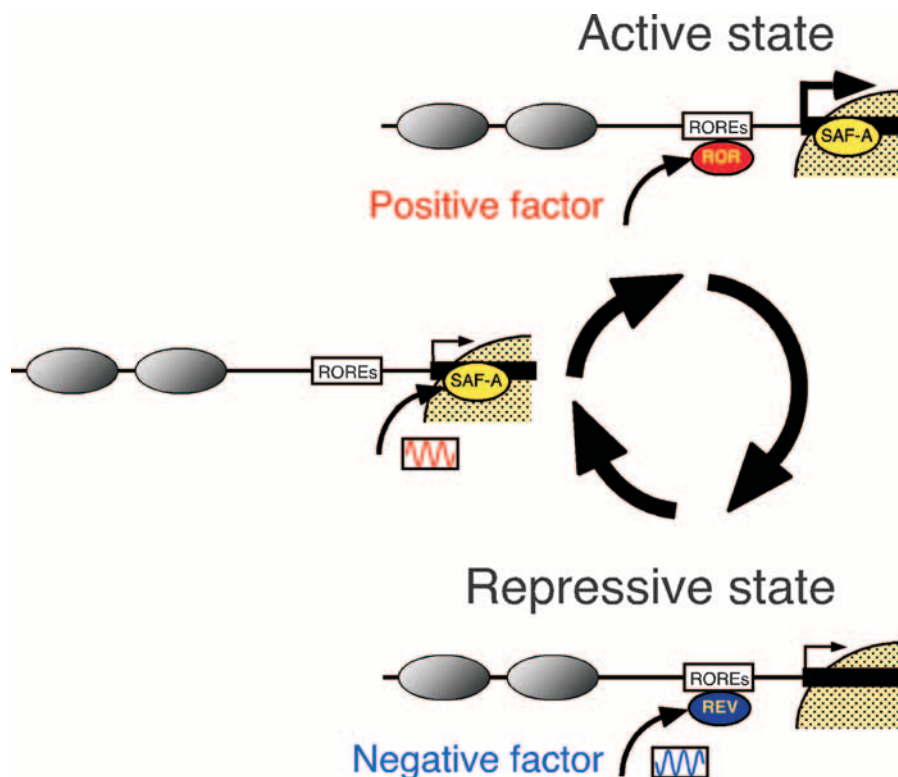 Active state
ROREs
SAF-A
ROR
Positive factor
ROREs
SAF-A
Repressive state
ROREs
REV
Negative factor